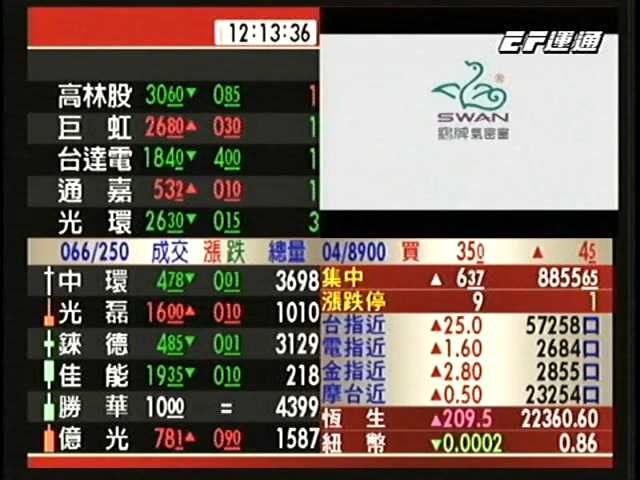 12:13:36
EF運通
SWAN
鵝牌氣密窗
高林股 3060▼ 085 1
巨虹 2680▲ 030 1
台達電 1840▼ 400 1
通嘉 532▲ 010 1
光環 2630▼ 015 3
066/250 成交 漲跌 總量 04/8900 買 350 ▲ 45
中環 478▼ 001 3698
光磊 1600▲ 010 1010
錸德 485▼ 001 3129
佳能 1935▼ 010 218
勝華 1000 = 4399
億光 781▲ 090 1587
集中 ▲ 637 885565
漲跌停 9 1
台指近 ▲25.0 57258口
電指近 ▲1.60 2684口
金指近 ▲2.80 2855口
摩台近 ▲0.50 23254口
恆生 ▲209.5 22360.60
紐幣 ▼0.0002 0.86